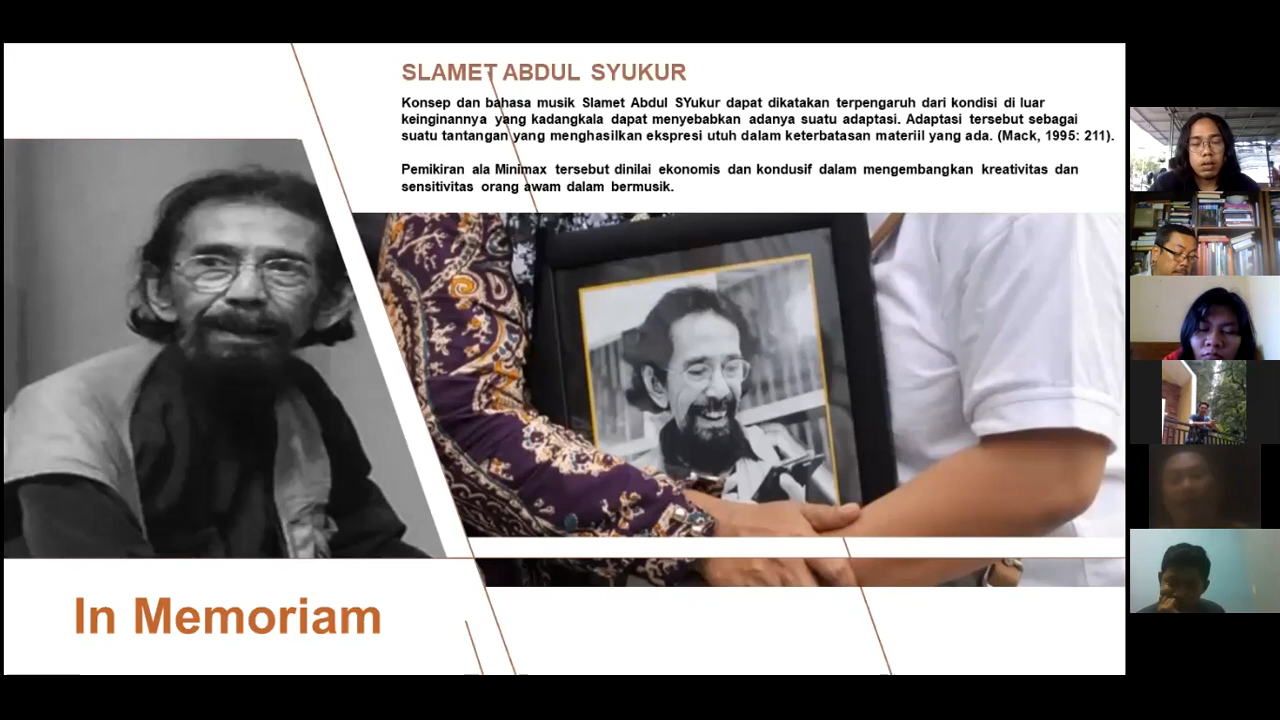 SLAMET ABDUL SYUKUR
Konsep dan bahasa musik Slamet Abdul SYukur dapat dikatakan terpengaruh dari kondisi di luar
keinginannya yang kadangkala dapat menyebabkan adanya suatu adaptasi. Adaptasi tersebut sebagai
suatu tantangan yang menghasilkan ekspresi utuh dalam keterbatasan materiil yang ada. (Mack, 1995: 211).
Pemikiran ala Minimax tersebut dinilai ekonomis dan kondusif dalam mengembangkan kreativitas dan
sensitivitas orang awam dalam bermusik.
In Memoriam